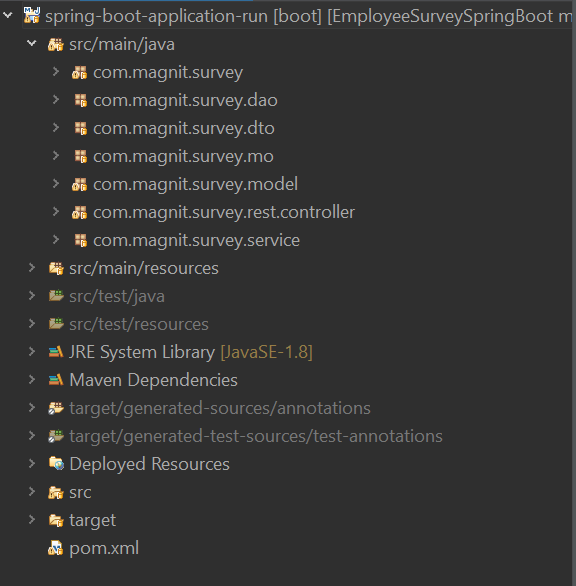 spring-boot-application-run [boot] [EmployeeSurveySpringBoot m
src/main/java
com.magnit.survey
com.magnit.survey.dao
com.magnit.survey.dto
com.magnit.survey.mo
com.magnit.survey.model
com.magnit.survey.rest.controller
com.magnit.survey.service
src/main/resources
src/test/java
src/test/resources
JRE System Library [JavaSE-1.8]
Maven Dependencies
target/generated-sources/annotations
target/generated-test-sources/test-annotations
Deployed Resources
src
target
pom.xml